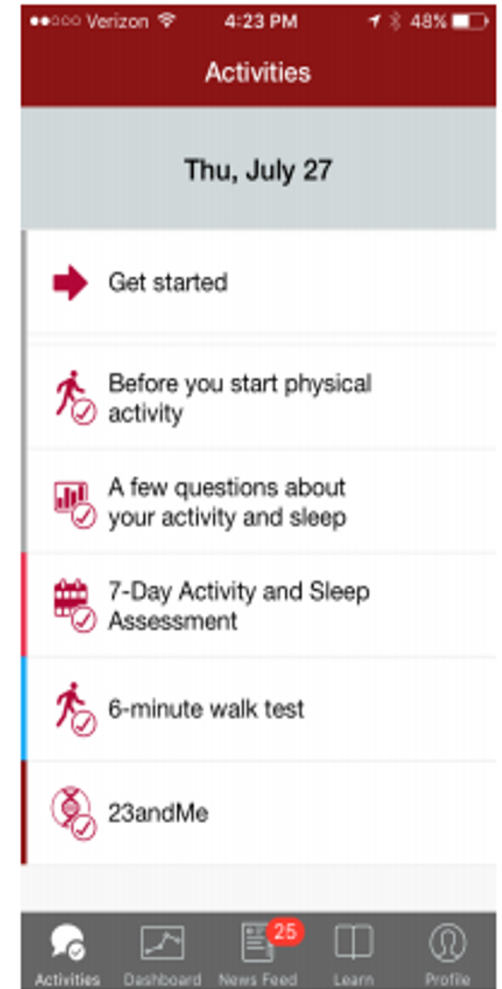 Verizon 4:23 PM 48%
Activities
Thu, July 27
Get started
Before you start physical
activity
A few questions about
your activity and sleep
7-Day Activity and Sleep
Assessment
6-minute walk test
23andMe
25
Activities Dashboard News Feed Learn Profile